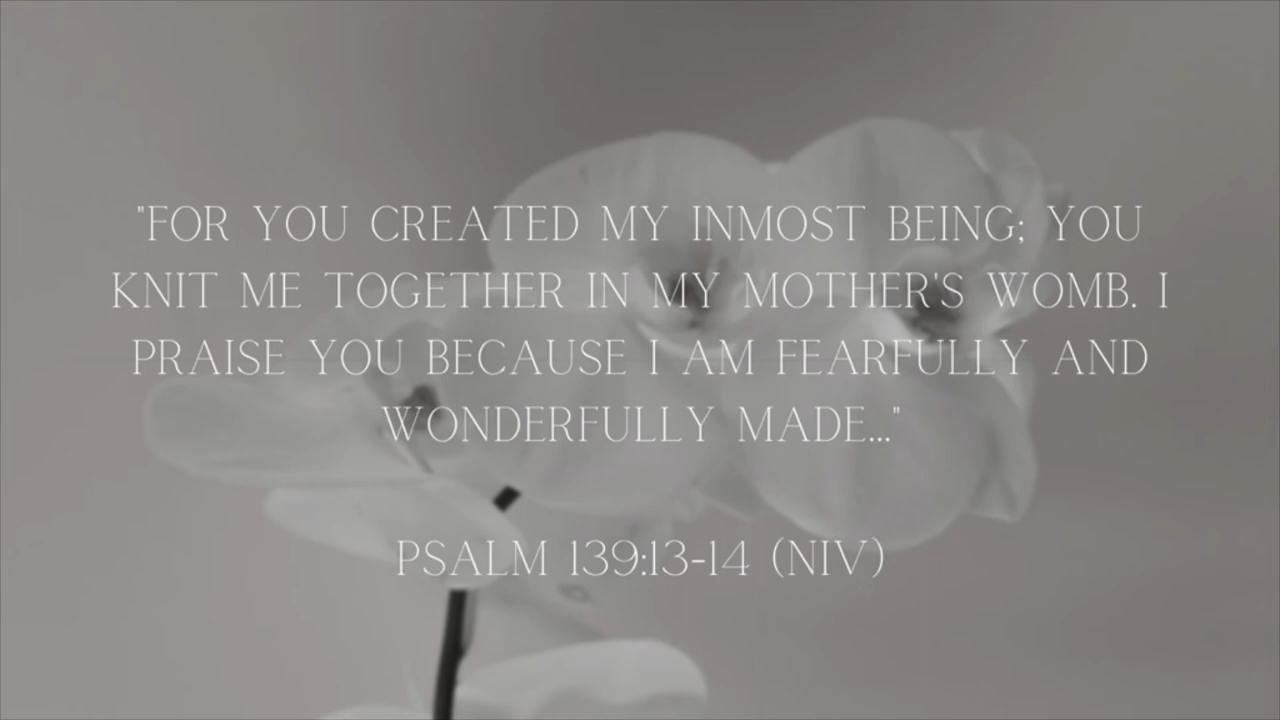 "FOR YOU CREATED MY INMOST BEING; YOU
KNIT ME TOGETHER IN MY MOTHER'S WOMB. I
PRAISE YOU BECAUSE I AM FEARFULLY AND
WONDERFULLY MADE..."
PSALM 139:13-14 (NIV)